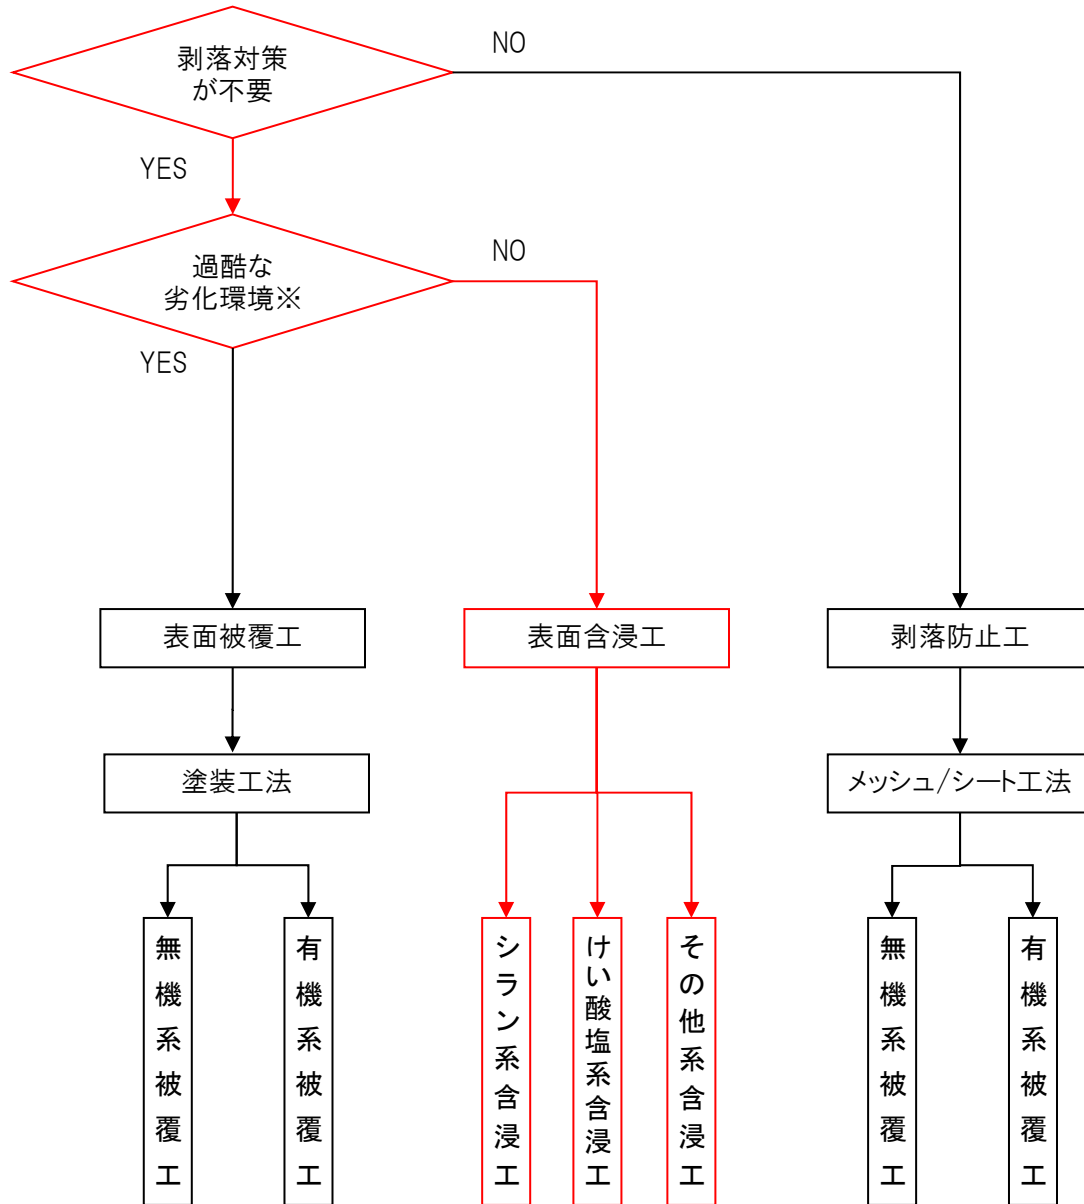 剥落対策
が不要
NO
YES
過酷な
劣化環境※
NO
YES
表面被覆工
表面含浸工
剥落防止工
塗装工法
メッシュ/シート工法
無機系被覆工
有機系被覆工
シラン系含浸工
けい酸塩系含浸工
その他系含浸工
無機系被覆工
有機系被覆工